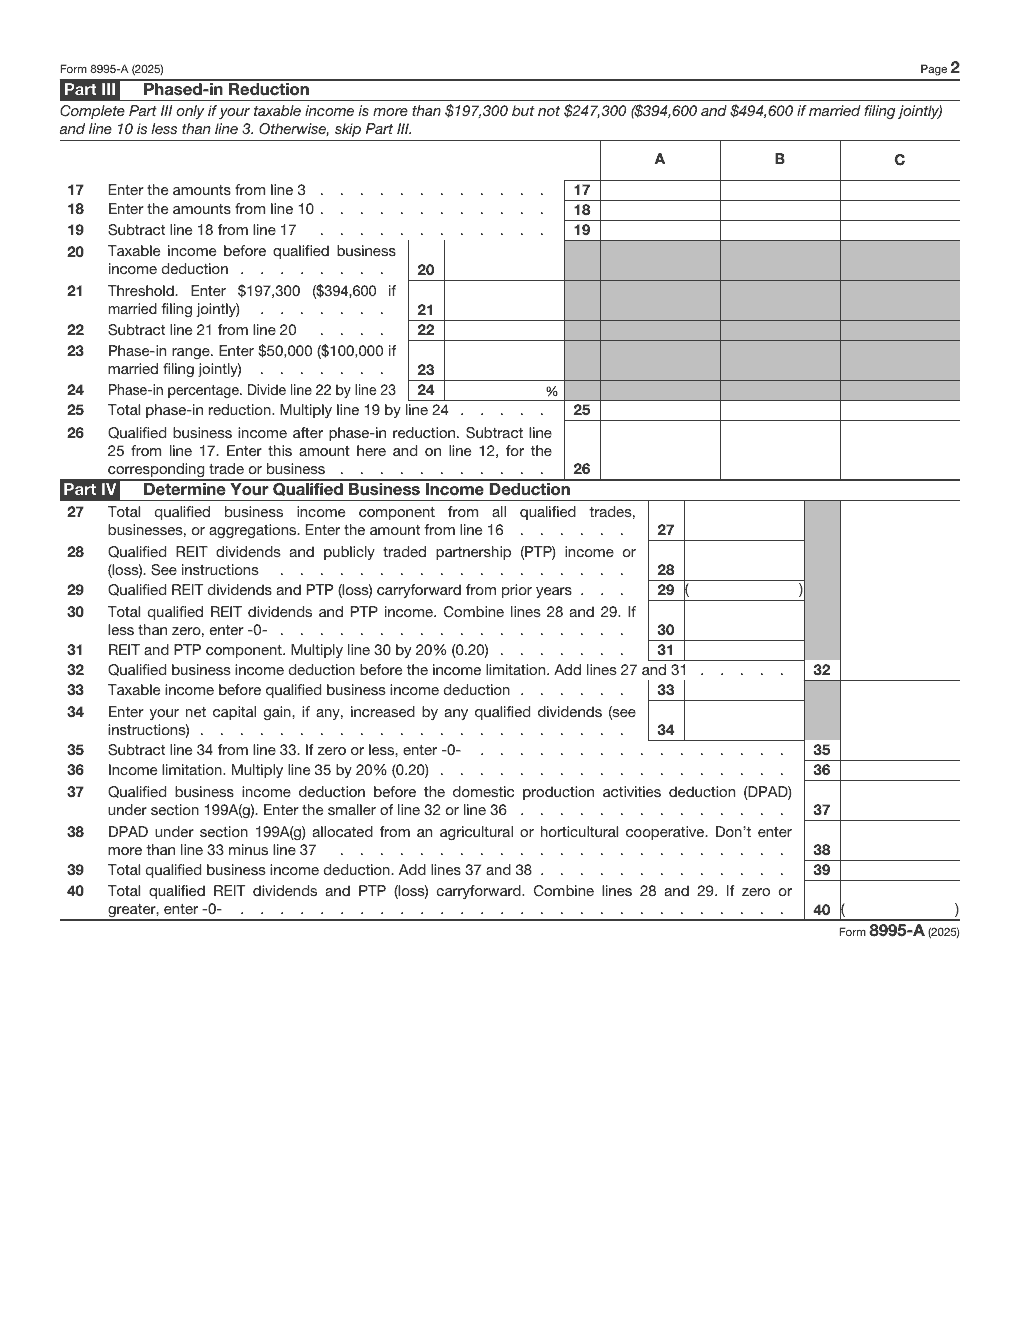 Form 8995-A (2025) Page 2
Part III Phased-in Reduction
Complete Part III only if your taxable income is more than $197,300 but not $247,300 ($394,600 and $494,600 if married filing jointly)
and line 10 is less than line 3. Otherwise, skip Part III.
A B C
17 Enter the amounts from line 3 . . . . . . . . . . . . 17
18 Enter the amounts from line 10 . . . . . . . . . . . . 18
19 Subtract line 18 from line 17 . . . . . . . . . . . . 19
20 Taxable income before qualified business
income deduction . . . . . . . . 20
21 Threshold. Enter $197,300 ($394,600 if
married filing jointly) . . . . . . . 21
22 Subtract line 21 from line 20 . . . . 22
23 Phase-in range. Enter $50,000 ($100,000 if
married filing jointly) . . . . . . . 23
24 Phase-in percentage. Divide line 22 by line 23 24 %
25 Total phase-in reduction. Multiply line 19 by line 24 . . . . . 25
26 Qualified business income after phase-in reduction. Subtract line
25 from line 17. Enter this amount here and on line 12, for the
corresponding trade or business . . . . . . . . . . . 26
Part IV Determine Your Qualified Business Income Deduction
27 Total qualified business income component from all qualified trades,
businesses, or aggregations. Enter the amount from line 16 . . . . . . 27
28 Qualified REIT dividends and publicly traded partnership (PTP) income or
(loss). See instructions . . . . . . . . . . . . . . . . . . 28
29 Qualified REIT dividends and PTP (loss) carryforward from prior years . . . 29 ( )
30 Total qualified REIT dividends and PTP income. Combine lines 28 and 29. If
less than zero, enter -0- . . . . . . . . . . . . . . . . . . 30
31 REIT and PTP component. Multiply line 30 by 20% (0.20) . . . . . . . 31
32 Qualified business income deduction before the income limitation. Add lines 27 and 31 . . . . . 32
33 Taxable income before qualified business income deduction . . . . . . 33
34 Enter your net capital gain, if any, increased by any qualified dividends (see
instructions) . . . . . . . . . . . . . . . . . . . . . . 34
35 Subtract line 34 from line 33. If zero or less, enter -0- . . . . . . . . . . . . . . . . 35
36 Income limitation. Multiply line 35 by 20% (0.20) . . . . . . . . . . . . . . . . . . 36
37 Qualified business income deduction before the domestic production activities deduction (DPAD)
under section 199A(g). Enter the smaller of line 32 or line 36 . . . . . . . . . . . . . . 37
38 DPAD under section 199A(g) allocated from an agricultural or horticultural cooperative. Don't enter
more than line 33 minus line 37 . . . . . . . . . . . . . . . . . . . . . . . 38
39 Total qualified business income deduction. Add lines 37 and 38 . . . . . . . . . . . . . 39
40 Total qualified REIT dividends and PTP (loss) carryforward. Combine lines 28 and 29. If zero or
greater, enter -0- . . . . . . . . . . . . . . . . . . . . . . . . . . . . 40 ( )
Form 8995-A (2025)